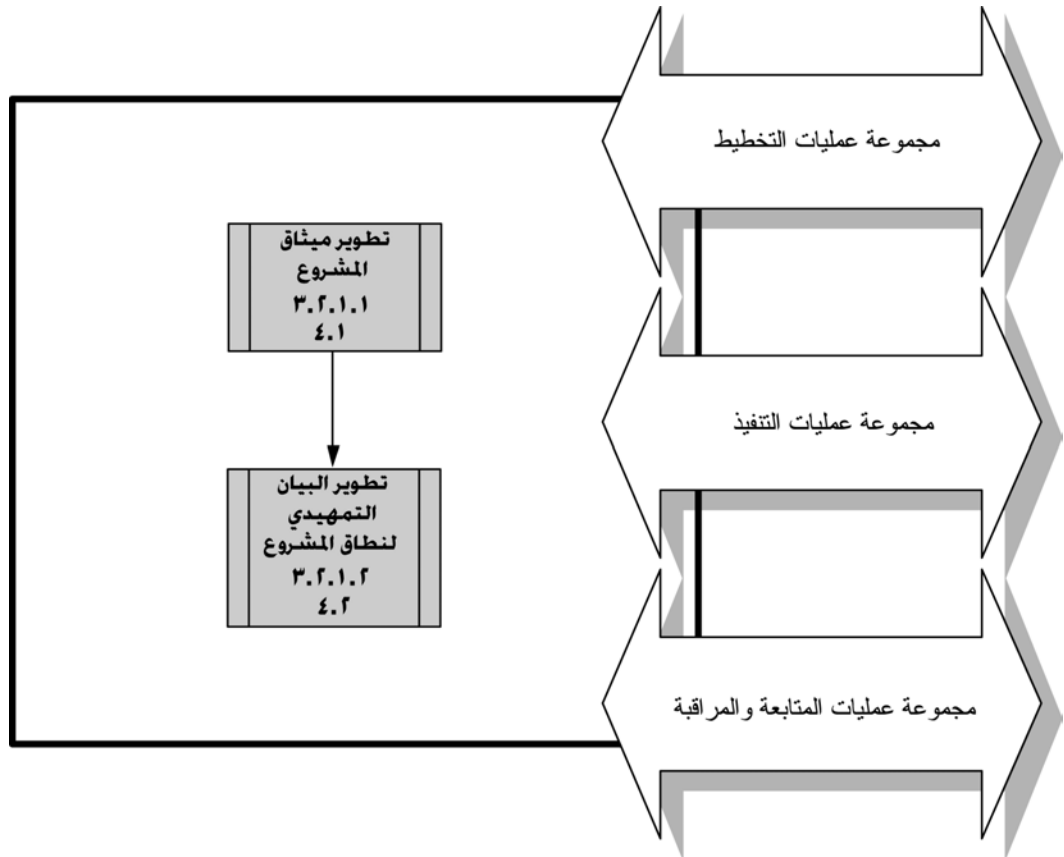 مجموعة عمليات التخطيط
تطوير ميثاق
المشروع
٣.٢.١.١
٤.١
مجموعة عمليات التنفيذ
تطوير البيان
التمهيدي
لنطاق المشروع
٣.٢.١.٢
٤.٢
مجموعة عمليات المتابعة والمراقبة